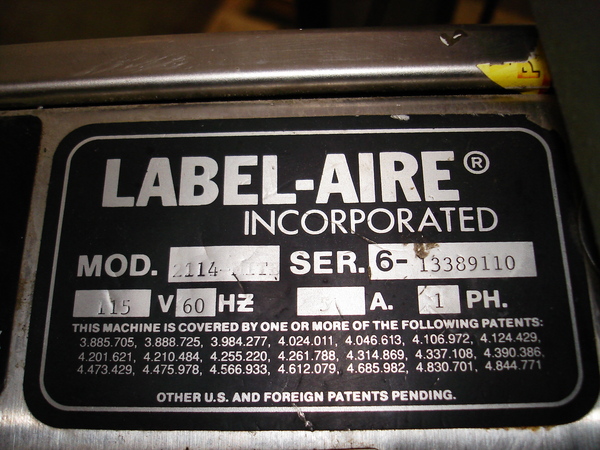 LABEL-AIRE®
INCORPORATED
MOD. 2114 SER. 6-13389110
115 V 60 HZ 5 A. 1 PH.
THIS MACHINE IS COVERED BY ONE OR MORE OF THE FOLLOWING PATENTS:
3.885.705, 3.888.725, 3.984.277, 4.024.011, 4.046.613, 4.106.972, 4.124.429,
4.201.621, 4.210.484, 4.255.220, 4.261.788, 4.314.869, 4.337.108, 4.390.386,
4.473.429, 4.475.978, 4.566.933, 4.612.079, 4.685.982, 4.830.701, 4.844.771
OTHER U.S. AND FOREIGN PATENTS PENDING.